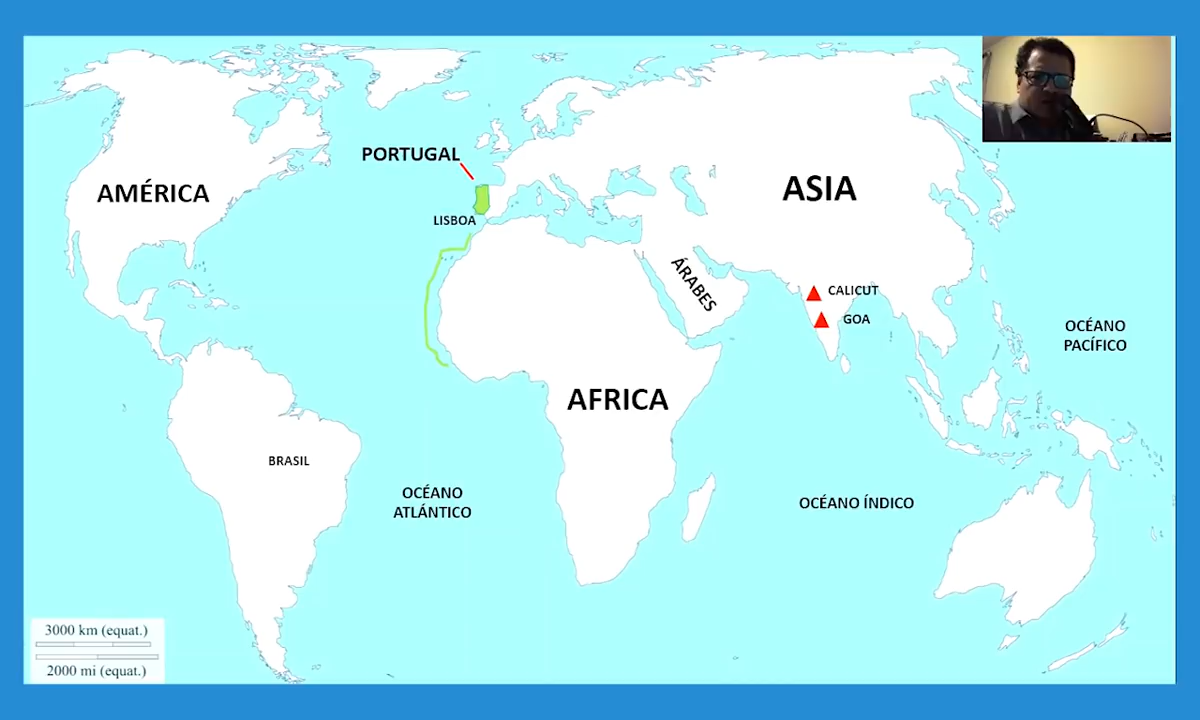 PORTUGAL
AMÉRICA
ASIA
LISBOA
ÁRABES
CALICUT
GOA
OCÉANO
PACÍFICO
AFRICA
BRASIL
OCÉANO
ATLÁNTICO
OCÉANO ÍNDICO
3000 km (equat.)
2000 mi (equat.)